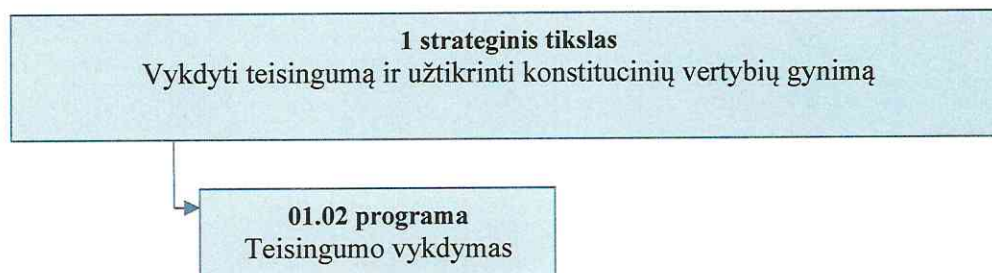 1 strateginis tikslas
Vykdyti teisingumą ir užtikrinti konstitucinių vertybių gynimą
01.02 programa
Teisingumo vykdymas